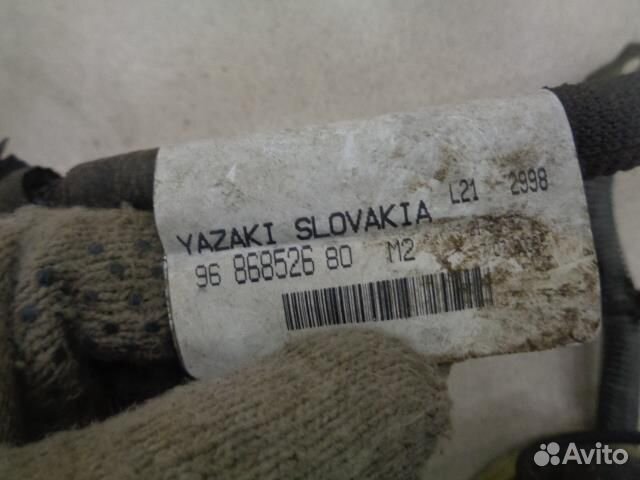 L21 2998
YAZAKI SLOVAKIA
96 868526 80 M2
Avito